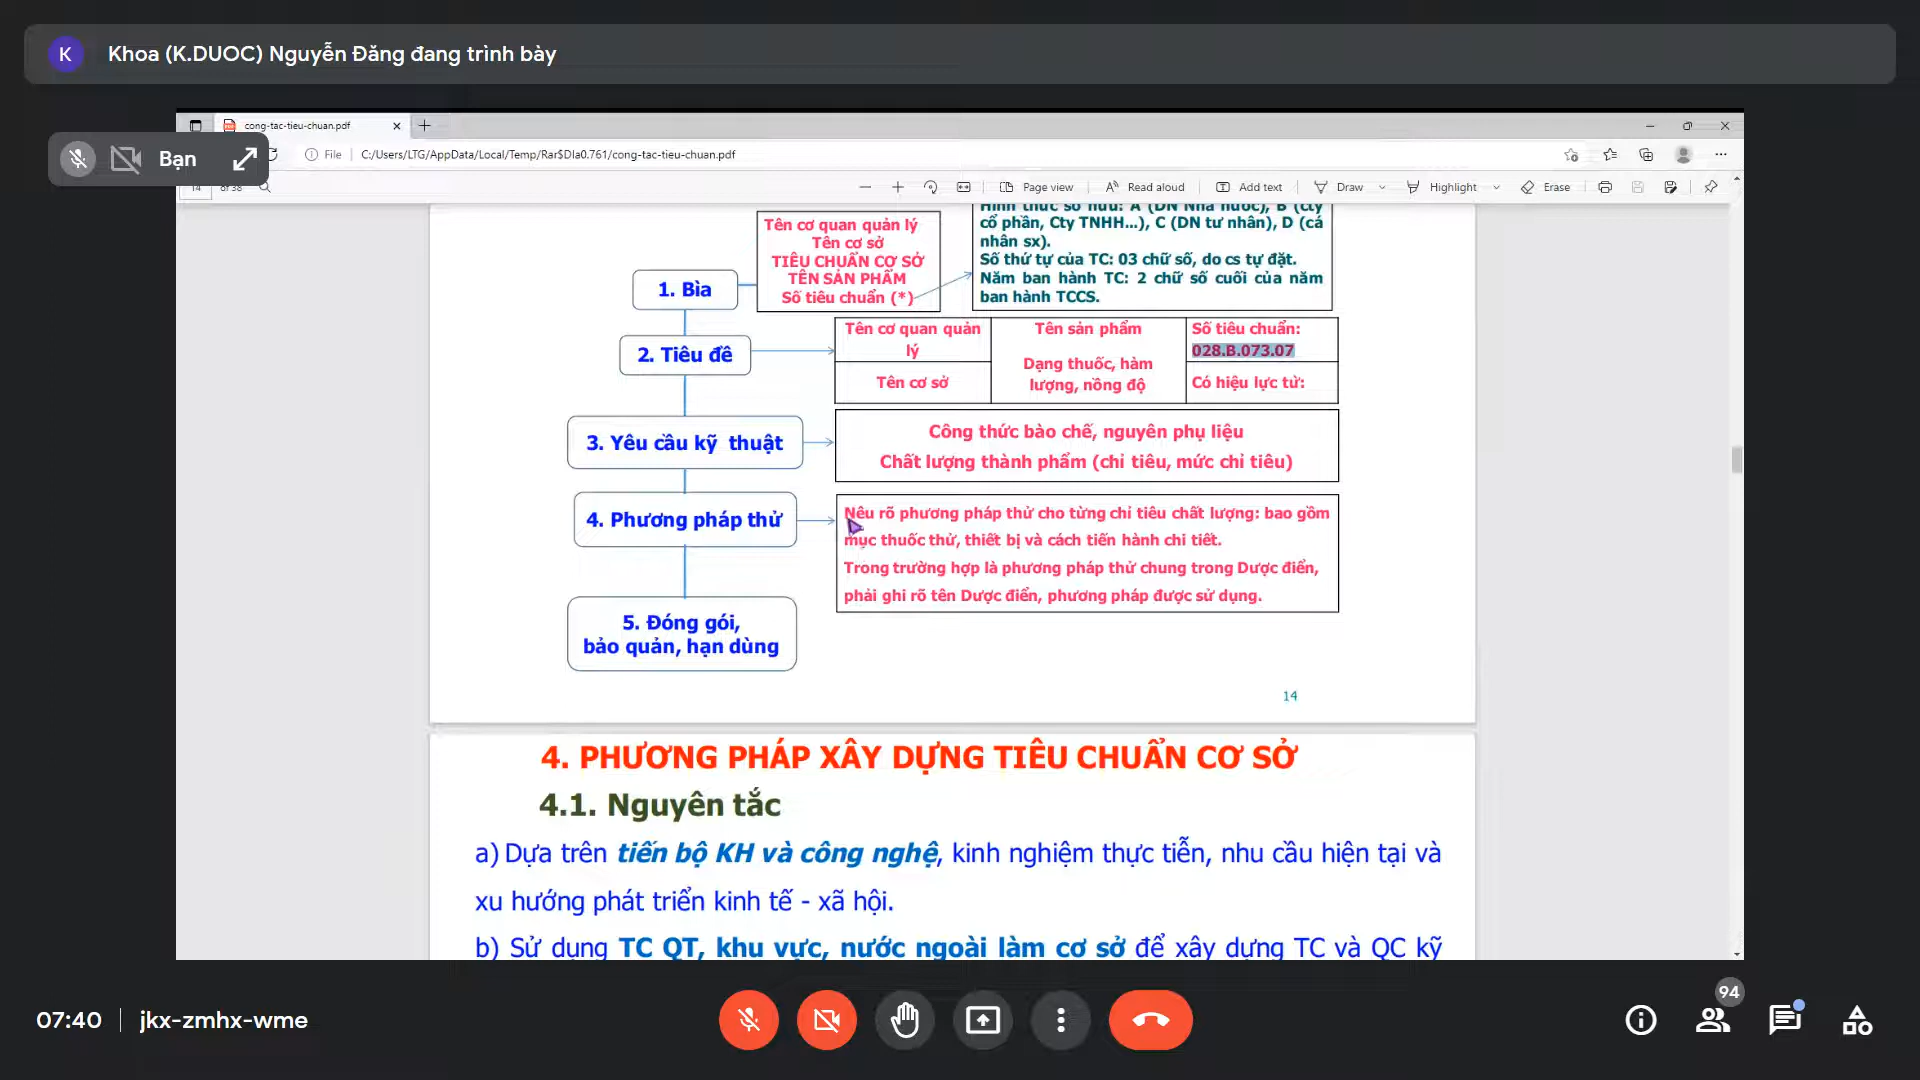 K Khoa (K.DUOC) Nguyễn Đăng đang trình bày
cong-tac-tieu-chuan.pdf
Bạn
File C:/Users/LTG/AppData/Local/Temp/Rar$DIa0.761/cong-tac-tieu-chuan.pdf
14 of 38
Page view Read aloud Add text Draw Highlight Erase
Tên cơ quan quản lý
Tên cơ sở
TIÊU CHUẨN CƠ SỞ
TÊN SẢN PHẨM
Số tiêu chuẩn (*)
Hình thức sở hữu: A (DN Nhà nước), B (cty
cổ phần, Cty TNHH...), C (DN tư nhân), D (cá
nhân sx).
Số thứ tự của TC: 03 chữ số, do cs tự đặt.
Năm ban hành TC: 2 chữ số cuối của năm
ban hành TCCS.
1. Bìa
2. Tiêu đề
Tên cơ quan quản
lý
Tên cơ sở
Tên sản phẩm
Dạng thuốc, hàm
lượng, nồng độ
Số tiêu chuẩn:
028.B.073.07
Có hiệu lực từ:
3. Yêu cầu kỹ thuật
Công thức bào chế, nguyên phụ liệu
Chất lượng thành phẩm (chỉ tiêu, mức chỉ tiêu)
4. Phương pháp thử
Nêu rõ phương pháp thử cho từng chỉ tiêu chất lượng: bao gồm
mục thuốc thử, thiết bị và cách tiến hành chi tiết.
Trong trường hợp là phương pháp thử chung trong Dược điển,
phải ghi rõ tên Dược điển, phương pháp được sử dụng.
5. Đóng gói,
bảo quản, hạn dùng
14
4. PHƯƠNG PHÁP XÂY DỰNG TIÊU CHUẨN CƠ SỞ
4.1. Nguyên tắc
a) Dựa trên tiến bộ KH và công nghệ, kinh nghiệm thực tiễn, nhu cầu hiện tại và
xu hướng phát triển kinh tế - xã hội.
b) Sử dụng TC QT, khu vực, nước ngoài làm cơ sở để xây dựng TC và QC kỹ
07:40 jkx-zmhx-wme
94